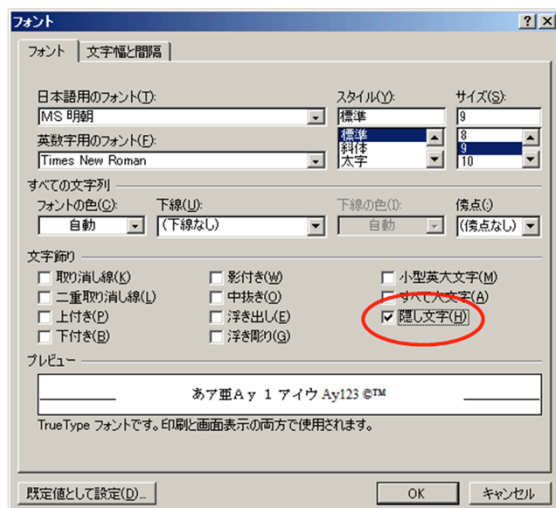 フォント
フォント 文字幅と間隔
日本語用のフォント(T): スタイル(Y): サイズ(S):
MS 明朝 標準 9
英数字用のフォント(F): 標準 8
Times New Roman 斜体 9
太字 10
すべての文字列
フォントの色(C): 下線(U): 下線の色(I): 傍点(:)
自動 (下線なし) 自動 (傍点なし)
文字飾り
取り消し線(K) 影付き(W) 小型英大文字(M)
二重取り消し線(L) 中抜き(O) すべて大文字(A)
上付き(P) 浮き出し(E) 隠し文字(H)
下付き(B) 浮き彫り(G)
プレビュー
あア亜Ａｙ １ アイウ Ay123 ©™
TrueType フォントです。印刷と画面表示の両方で使用されます。
既定値として設定(D)... OK キャンセル